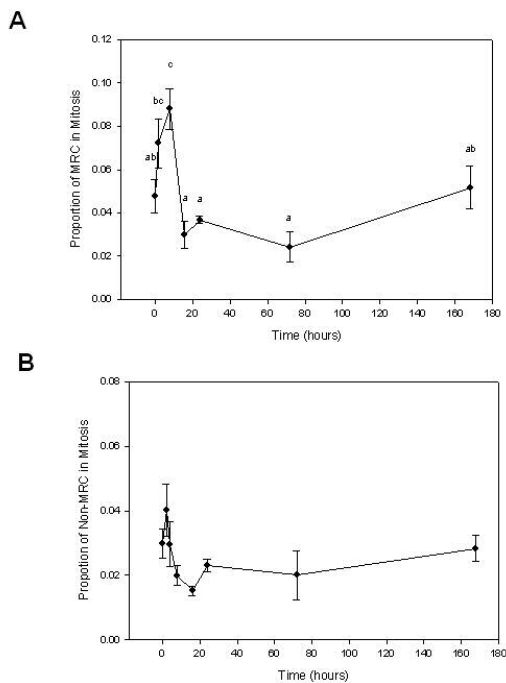 A
0.12
0.10
0.08
0.06
0.04
0.02
0.00
Proportion of MRC in Mitosis
c
bc
ab
a
a
a
ab
0 20 40 60 80 100 120 140 160 180
Time (hours)
B
0.08
0.06
0.04
0.02
0.00
Propotion of Non-MRC in Mitosis
0 20 40 60 80 100 120 140 160 180
Time (hours)